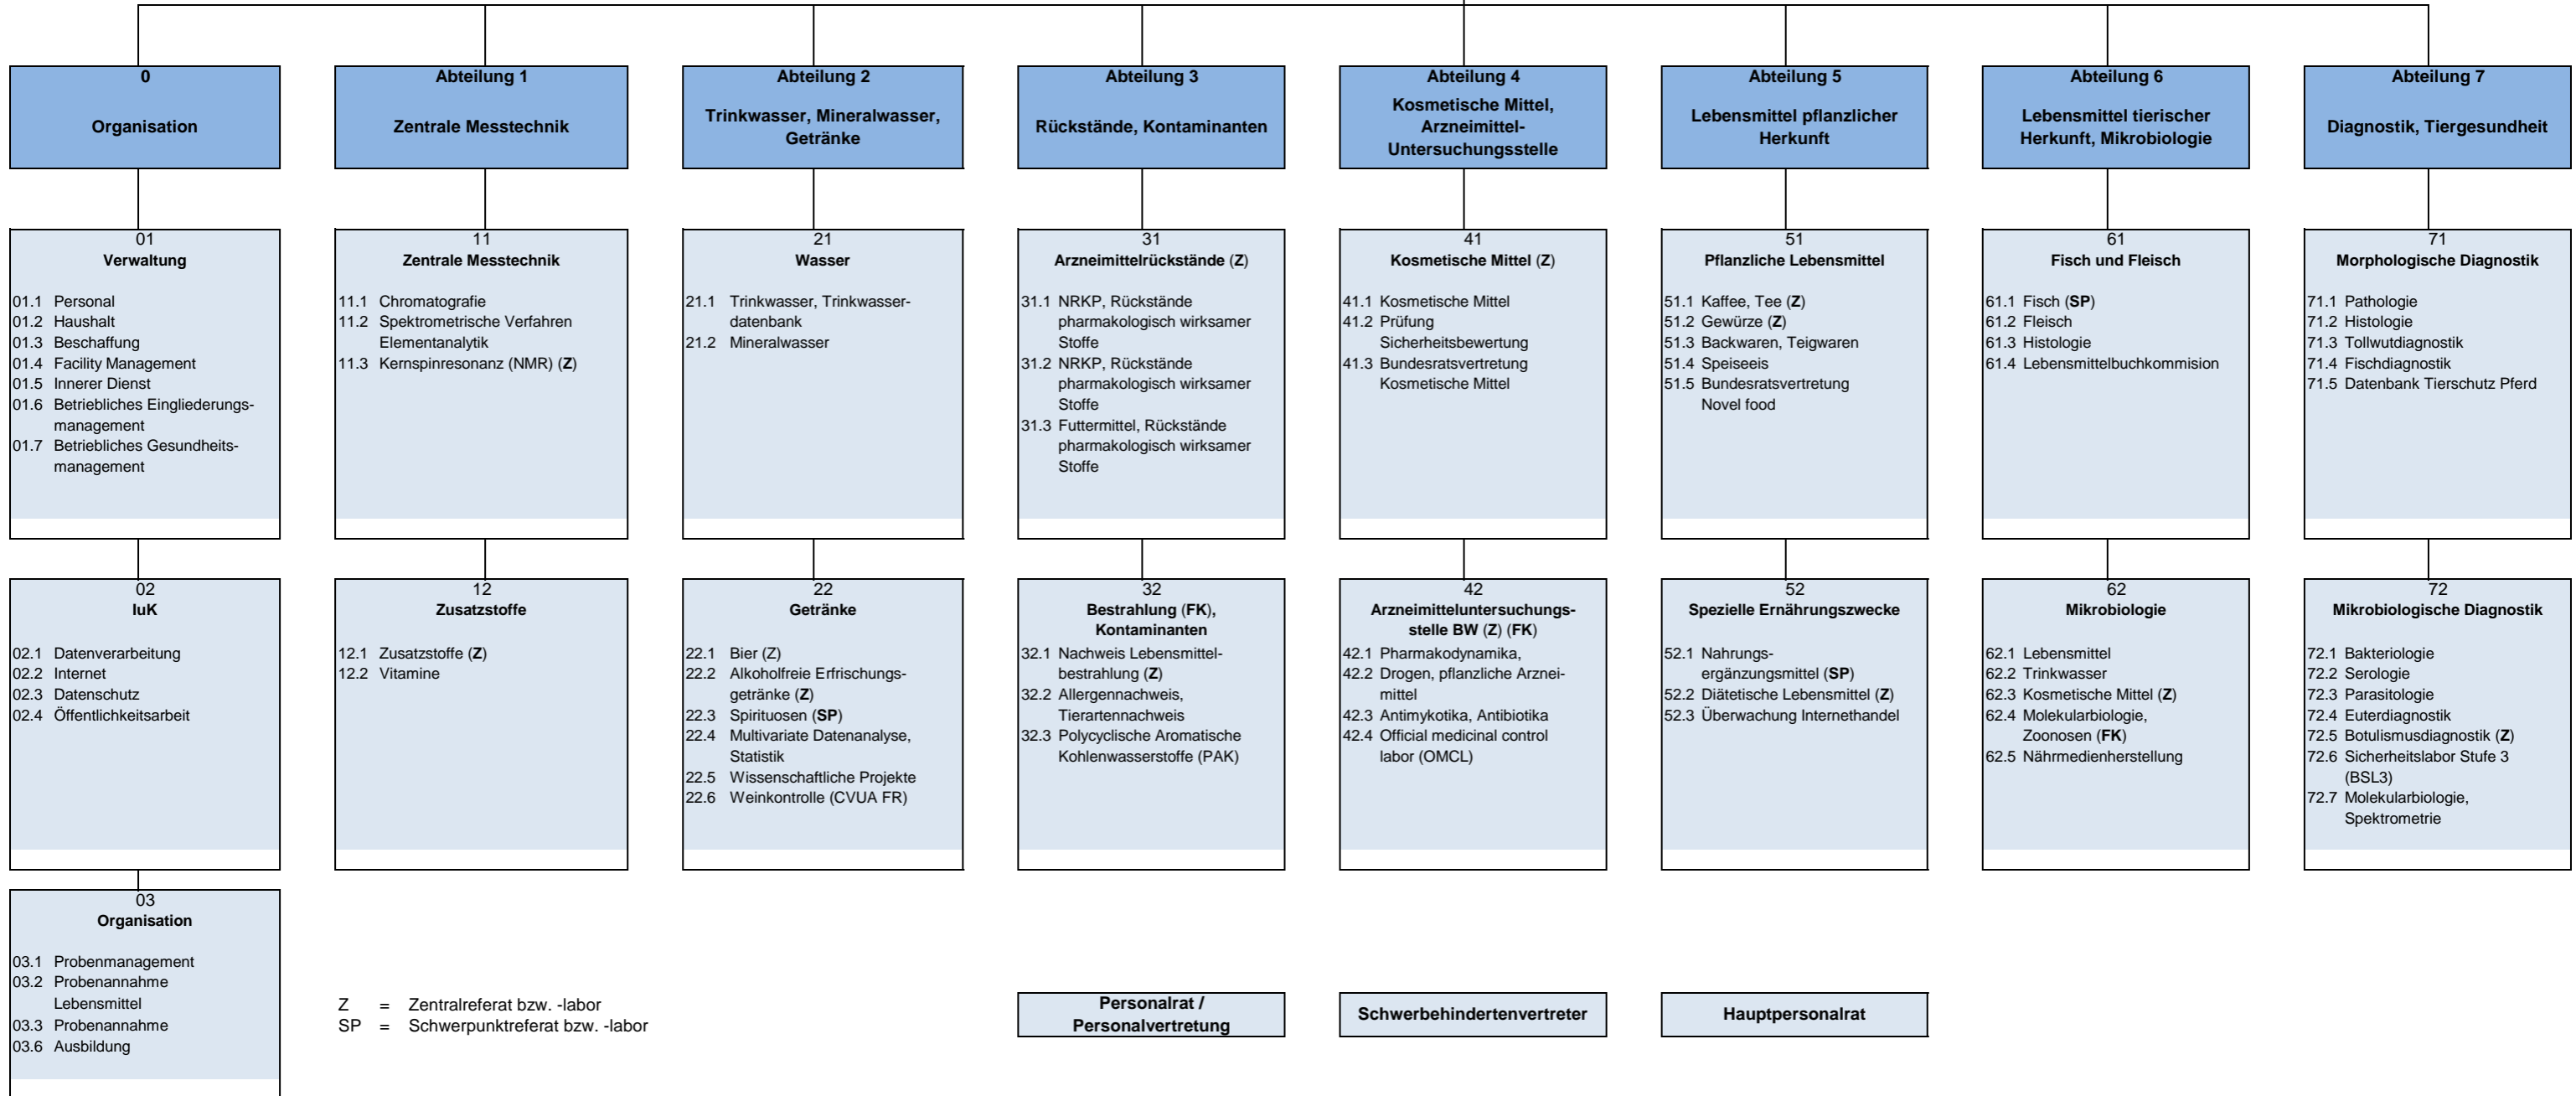 0
Organisation
Abteilung 1
Zentrale Messtechnik
Abteilung 2
Trinkwasser, Mineralwasser,
Getränke
Abteilung 3
Rückstände, Kontaminanten
Abteilung 4
Kosmetische Mittel,
Arzneimittel-
Untersuchungsstelle
Abteilung 5
Lebensmittel pflanzlicher
Herkunft
Abteilung 6
Lebensmittel tierischer
Herkunft, Mikrobiologie
Abteilung 7
Diagnostik, Tiergesundheit
01
Verwaltung
01.1 Personal
01.2 Haushalt
01.3 Beschaffung
01.4 Facility Management
01.5 Innerer Dienst
01.6 Betriebliches Eingliederungs-
management
01.7 Betriebliches Gesundheits-
management
11
Zentrale Messtechnik
11.1 Chromatografie
11.2 Spektrometrische Verfahren
Elementanalytik
11.3 Kernspinresonanz (NMR) (Z)
21
Wasser
21.1 Trinkwasser, Trinkwasser-
datenbank
21.2 Mineralwasser
31
Arzneimittelrückstände (Z)
31.1 NRKP, Rückstände
pharmakologisch wirksamer
Stoffe
31.2 NRKP, Rückstände
pharmakologisch wirksamer
Stoffe
31.3 Futtermittel, Rückstände
pharmakologisch wirksamer
Stoffe
41
Kosmetische Mittel (Z)
41.1 Kosmetische Mittel
41.2 Prüfung
Sicherheitsbewertung
41.3 Bundesratsvertretung
Kosmetische Mittel
51
Pflanzliche Lebensmittel
51.1 Kaffee, Tee (Z)
51.2 Gewürze (Z)
51.3 Backwaren, Teigwaren
51.4 Speiseeis
51.5 Bundesratsvertretung
Novel food
61
Fisch und Fleisch
61.1 Fisch (SP)
61.2 Fleisch
61.3 Histologie
61.4 Lebensmittelbuchkommision
71
Morphologische Diagnostik
71.1 Pathologie
71.2 Histologie
71.3 Tollwutdiagnostik
71.4 Fischdiagnostik
71.5 Datenbank Tierschutz Pferd
02
IuK
02.1 Datenverarbeitung
02.2 Internet
02.3 Datenschutz
02.4 Öffentlichkeitsarbeit
12
Zusatzstoffe
12.1 Zusatzstoffe (Z)
12.2 Vitamine
22
Getränke
22.1 Bier (Z)
22.2 Alkoholfreie Erfrischungs-
getränke (Z)
22.3 Spirituosen (SP)
22.4 Multivariate Datenanalyse,
Statistik
22.5 Wissenschaftliche Projekte
22.6 Weinkontrolle (CVUA FR)
32
Bestrahlung (FK),
Kontaminanten
32.1 Nachweis Lebensmittel-
bestrahlung (Z)
32.2 Allergennachweis,
Tierartennachweis
32.3 Polycyclische Aromatische
Kohlenwasserstoffe (PAK)
42
Arzneimitteluntersuchungs-
stelle BW (Z) (FK)
42.1 Pharmakodynamika,
42.2 Drogen, pflanzliche Arznei-
mittel
42.3 Antimykotika, Antibiotika
42.4 Official medicinal control
labor (OMCL)
52
Spezielle Ernährungszwecke
52.1 Nahrungs-
ergänzungsmittel (SP)
52.2 Diätetische Lebensmittel (Z)
52.3 Überwachung Internethandel
62
Mikrobiologie
62.1 Lebensmittel
62.2 Trinkwasser
62.3 Kosmetische Mittel (Z)
62.4 Molekularbiologie,
Zoonosen (FK)
62.5 Nährmedienherstellung
72
Mikrobiologische Diagnostik
72.1 Bakteriologie
72.2 Serologie
72.3 Parasitologie
72.4 Euterdiagnostik
72.5 Botulismusdiagnostik (Z)
72.6 Sicherheitslabor Stufe 3
(BSL3)
72.7 Molekularbiologie,
Spektrometrie
03
Organisation
03.1 Probenmanagement
03.2 Probenannahme
Lebensmittel
03.3 Probenannahme
03.6 Ausbildung
Z = Zentralreferat bzw. -labor
SP = Schwerpunktreferat bzw. -labor
Personalrat /
Personalvertretung
Schwerbehindertenvertreter
Hauptpersonalrat